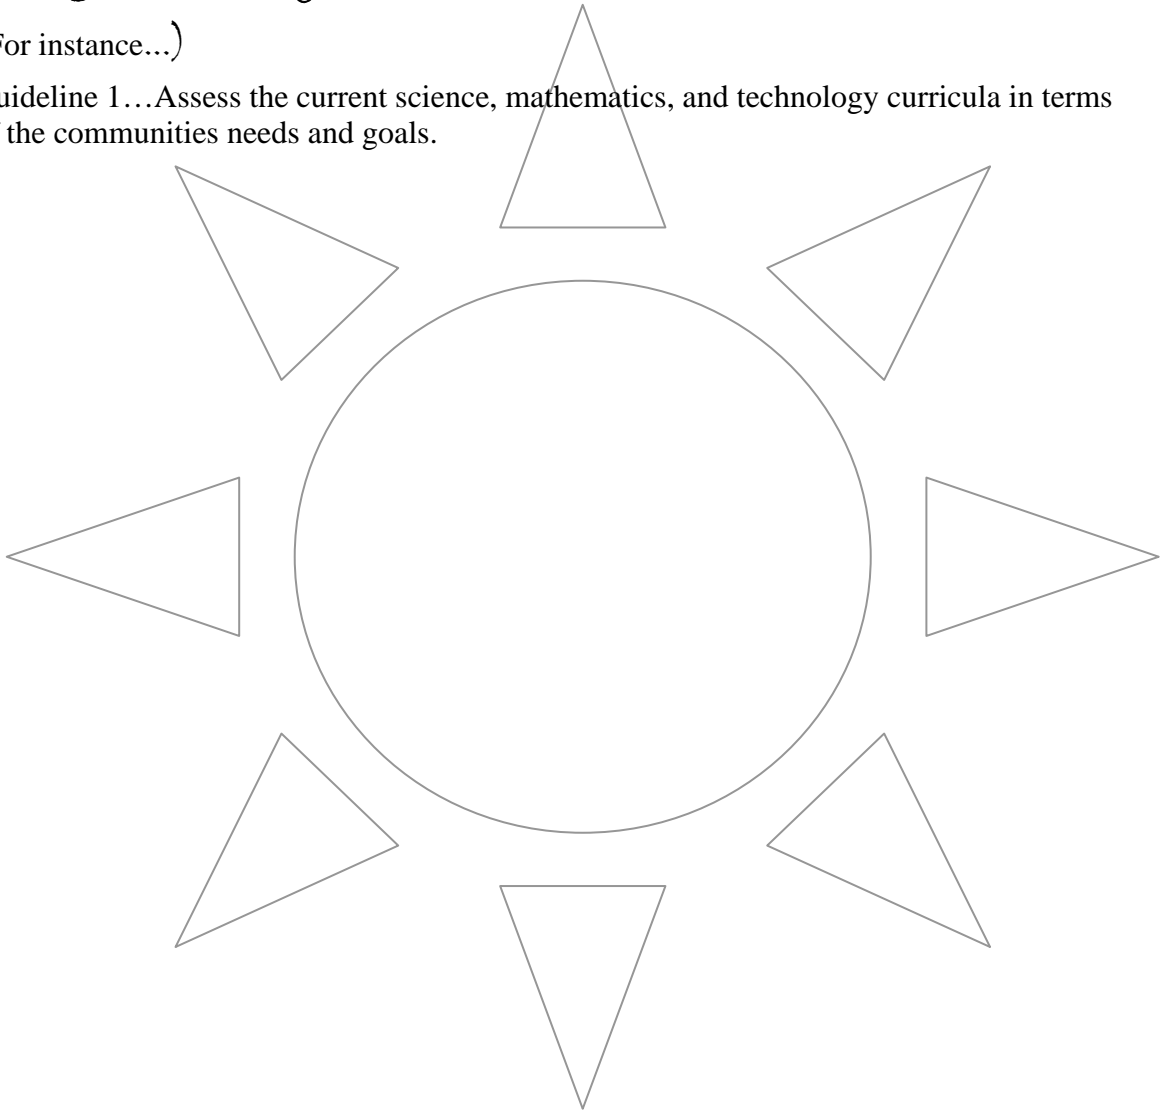 For instance...)
uideline 1…Assess the current science, mathematics, and technology curricula in terms
the communities needs and goals.